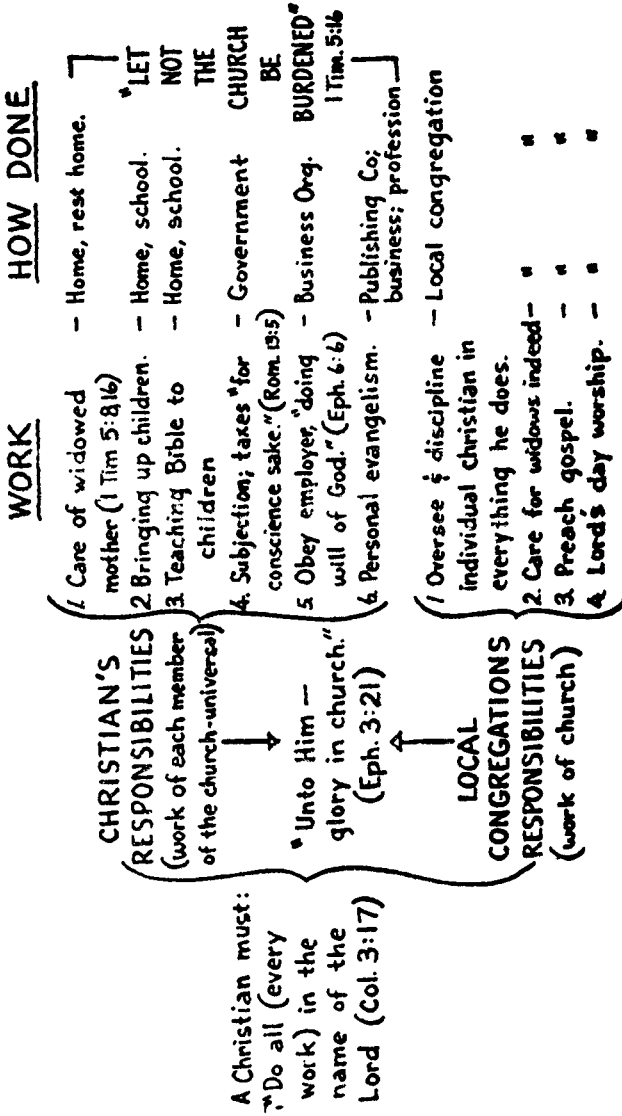 WORK
HOW DONE
A Christian must:
"Do all (every
work) in the
name of the
Lord (Col. 3:17)
CHRISTIAN'S
RESPONSIBILITIES
(work of each member
of the church-universal)
"Unto Him—
glory in church."
(Eph. 3:21)
LOCAL
CONGREGATIONS
RESPONSIBILITIES
(work of church)
1. Care of widowed – Home, rest home.
mother (1 Tim 5:8,16)
2. Bringing up children. – Home, school.
3. Teaching Bible to – Home, school.
children
4. Subjection; taxes "for – Government
conscience sake." (Rom. 13:5)
5. Obey employer, "doing – Business Org.
will of God." (Eph. 6:6)
6. Personal evangelism. – Publishing Co;
business; profession
"LET
NOT
THE
CHURCH
BE
BURDENED"
1 Tim. 5:16
1 Oversee & discipline – Local congregation
individual christian in
everything he does.
2. Care for widows indeed – " "
3. Preach gospel. – " "
4. Lord's day worship. – " "